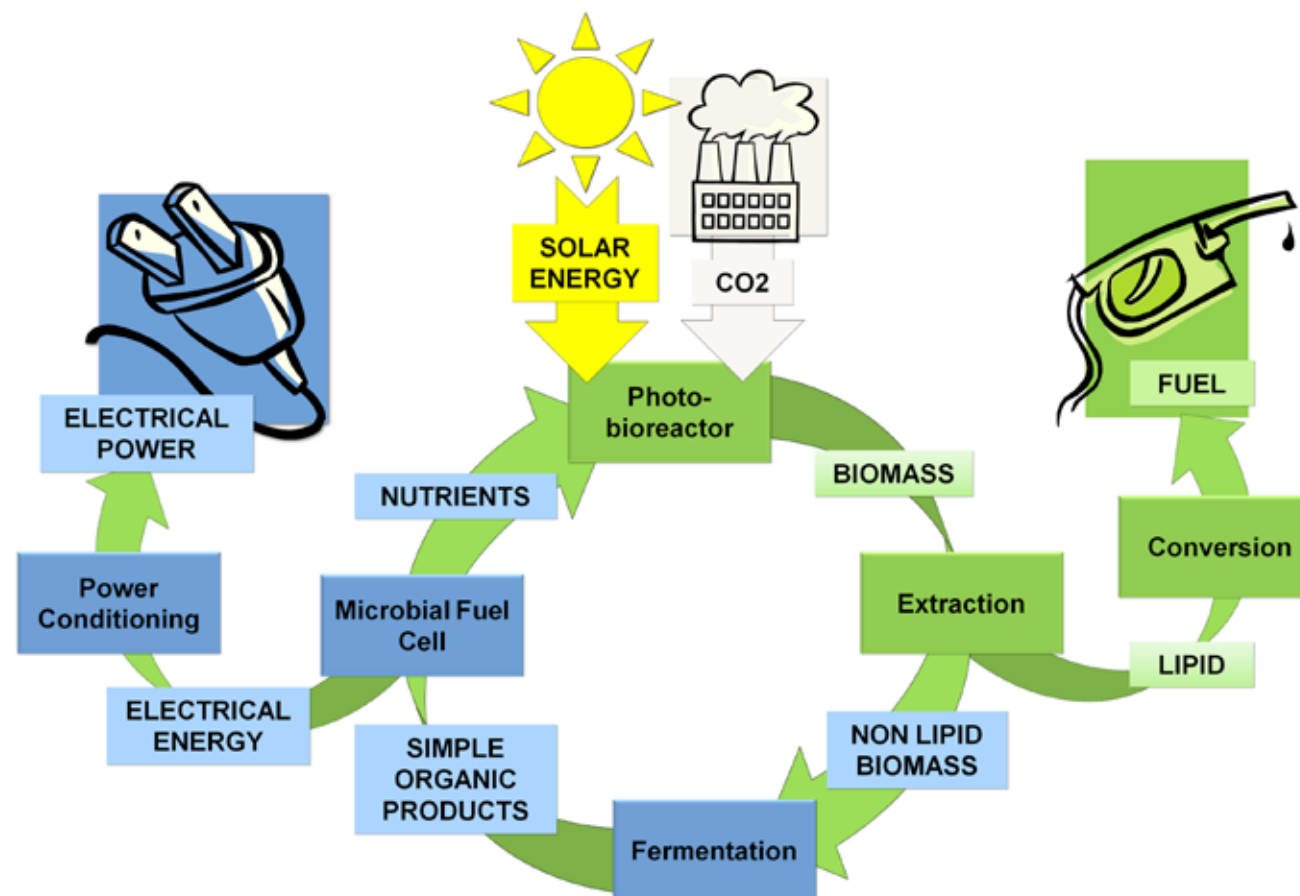 SOLAR
ENERGY
CO2
ELECTRICAL
POWER
FUEL
Photo-
bioreactor
NUTRIENTS
BIOMASS
Power
Conditioning
Microbial Fuel
Cell
Extraction
Conversion
ELECTRICAL
ENERGY
SIMPLE
ORGANIC
PRODUCTS
NON LIPID
BIOMASS
LIPID
Fermentation